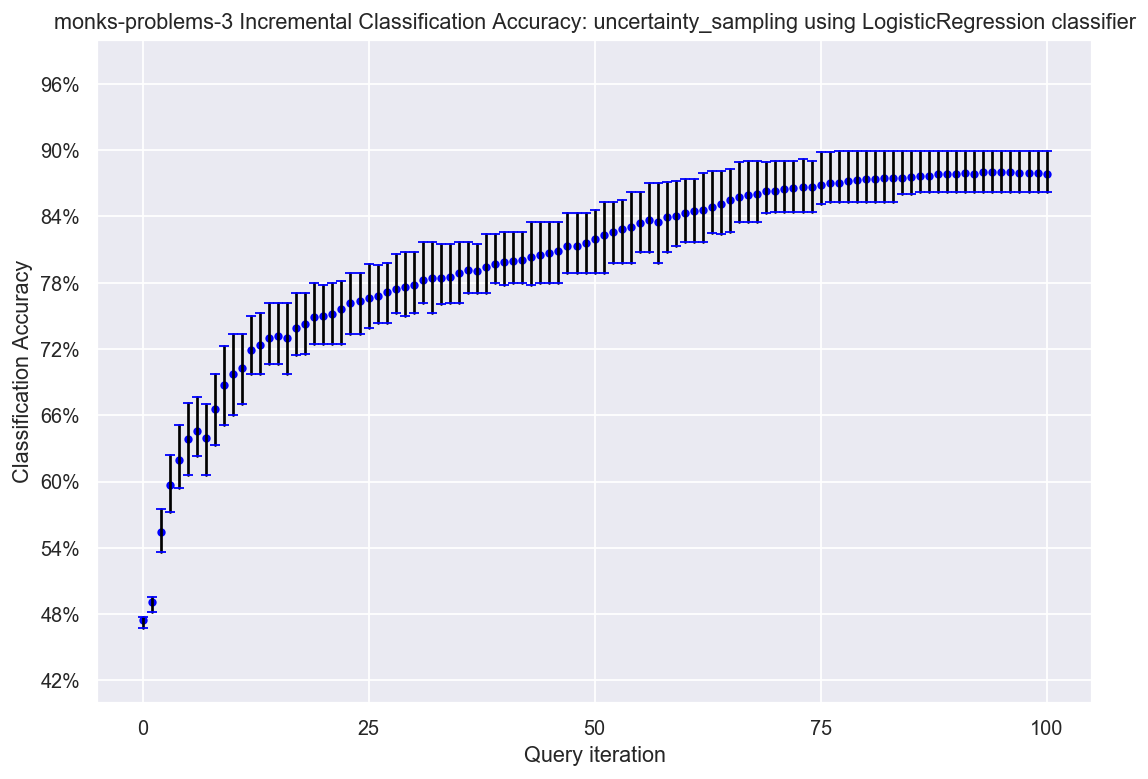 monks-problems-3 Incremental Classification Accuracy: uncertainty_sampling using LogisticRegression classifier
96%
90%
84%
78%
72%
66%
60%
54%
48%
42%
Classification Accuracy
0 25 50 75 100
Query iteration